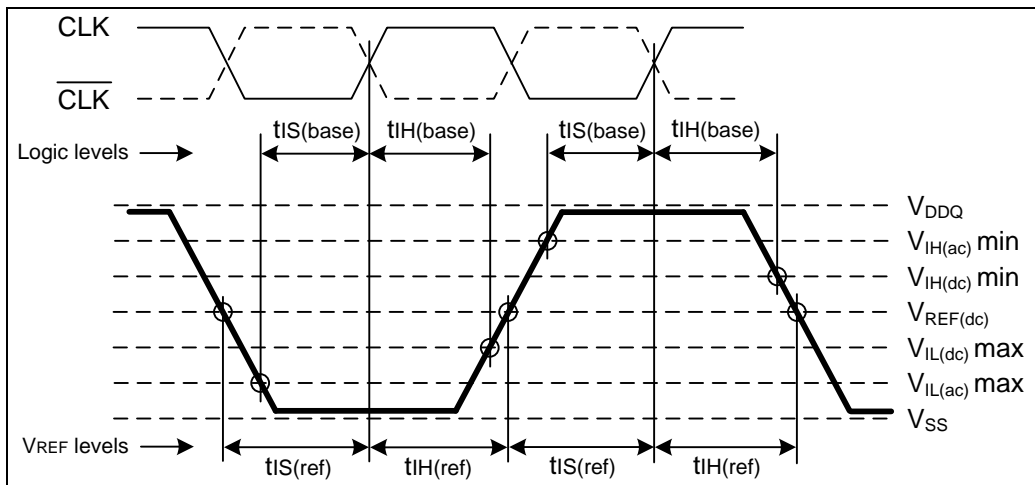 CLK
CLK
tIS(base) tIH(base) tIS(base) tIH(base)
Logic levels
VDDQ
VIH(ac) min
VIH(dc) min
VREF(dc)
VIL(dc) max
VIL(ac) max
VSS
VREF levels
tIS(ref) tIH(ref) tIS(ref) tIH(ref)